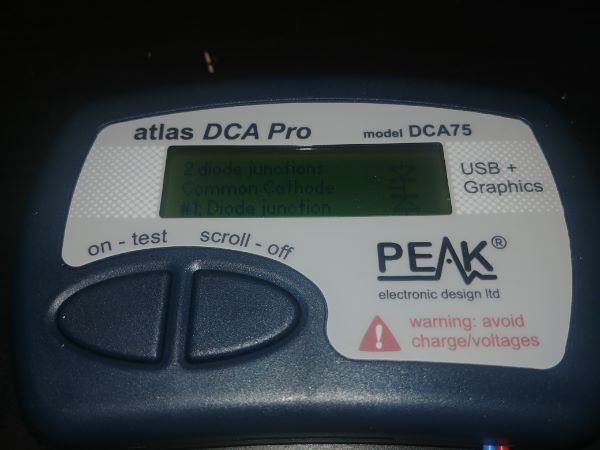 atlas DCA Pro
model DCA75
2 diode junctions
Common Cathode
#1: Diode junction
USB +
Graphics
on - test
scroll - off
PEAK®
electronic design ltd
warning: avoid
charge/voltages